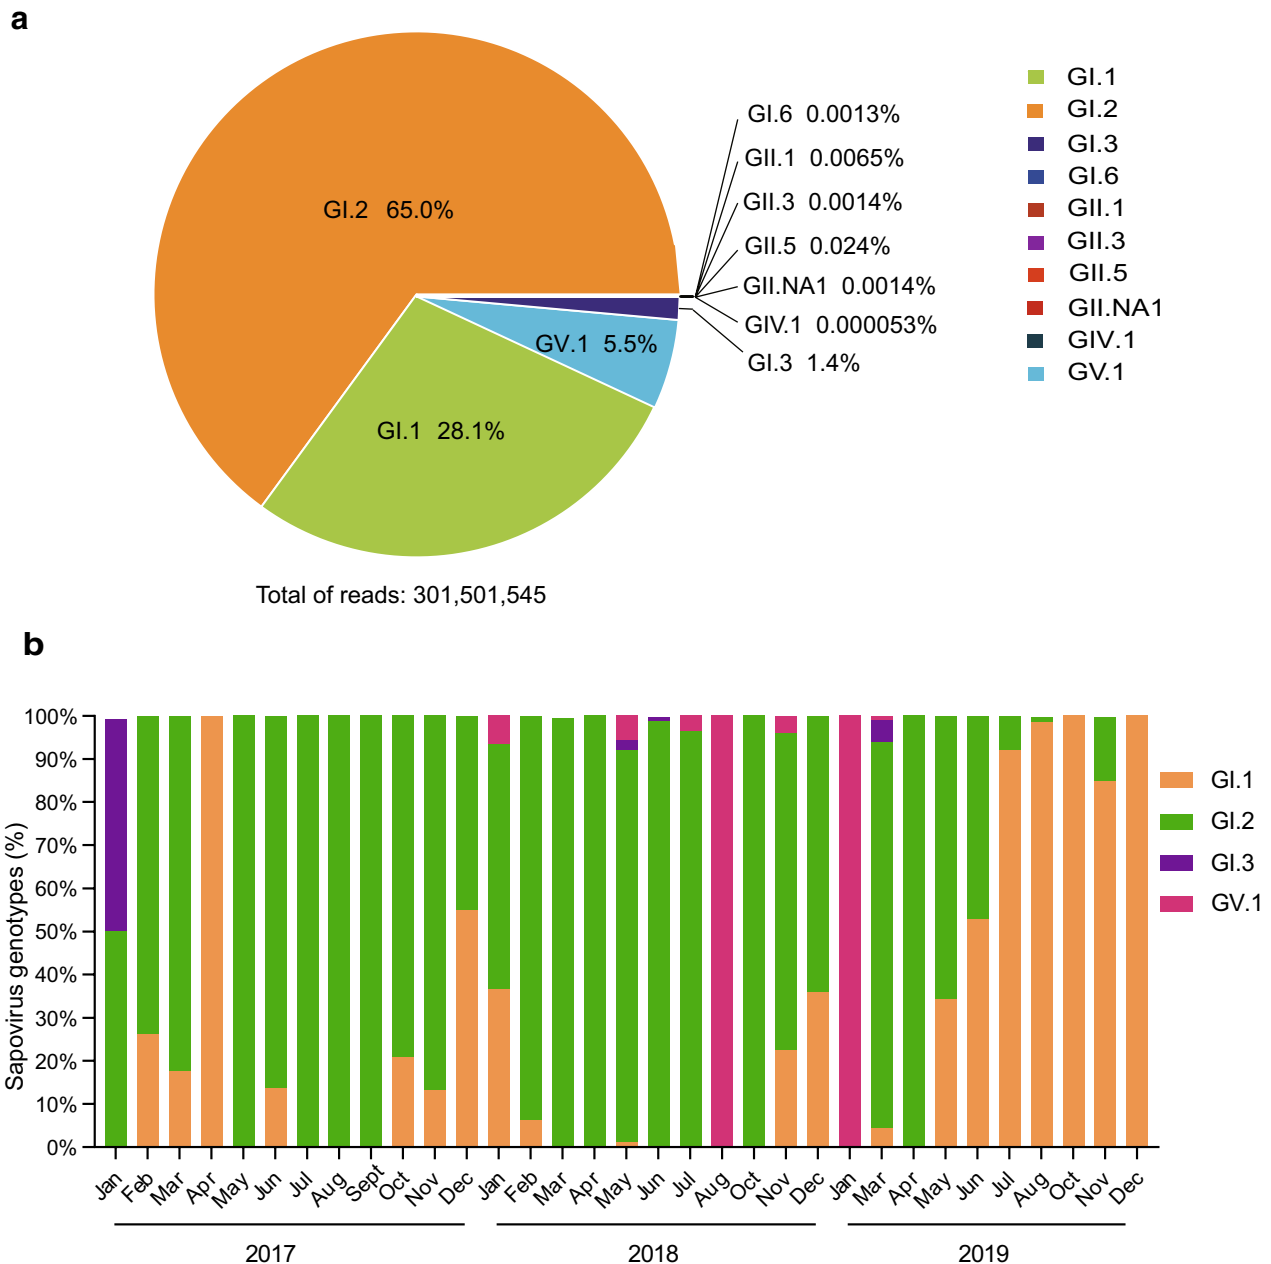 a
GI.2 65.0%
GI.1 28.1%
GV.1 5.5%
GI.6 0.0013%
GII.1 0.0065%
GII.3 0.0014%
GII.5 0.024%
GII.NA1 0.0014%
GIV.1 0.000053%
GI.3 1.4%
GI.1
GI.2
GI.3
GI.6
GII.1
GII.3
GII.5
GII.NA1
GIV.1
GV.1
Total of reads: 301,501,545
b
Sapovirus genotypes (%)
100%
90%
80%
70%
60%
50%
40%
30%
20%
10%
0%
Jan Feb Mar Apr May Jun Jul Aug Sept Oct Nov Dec Jan Feb Mar Apr May Jun Jul Aug Oct Nov Dec Jan Mar Apr May Jun Jul Aug Oct Nov Dec
2017 2018 2019
GI.1
GI.2
GI.3
GV.1